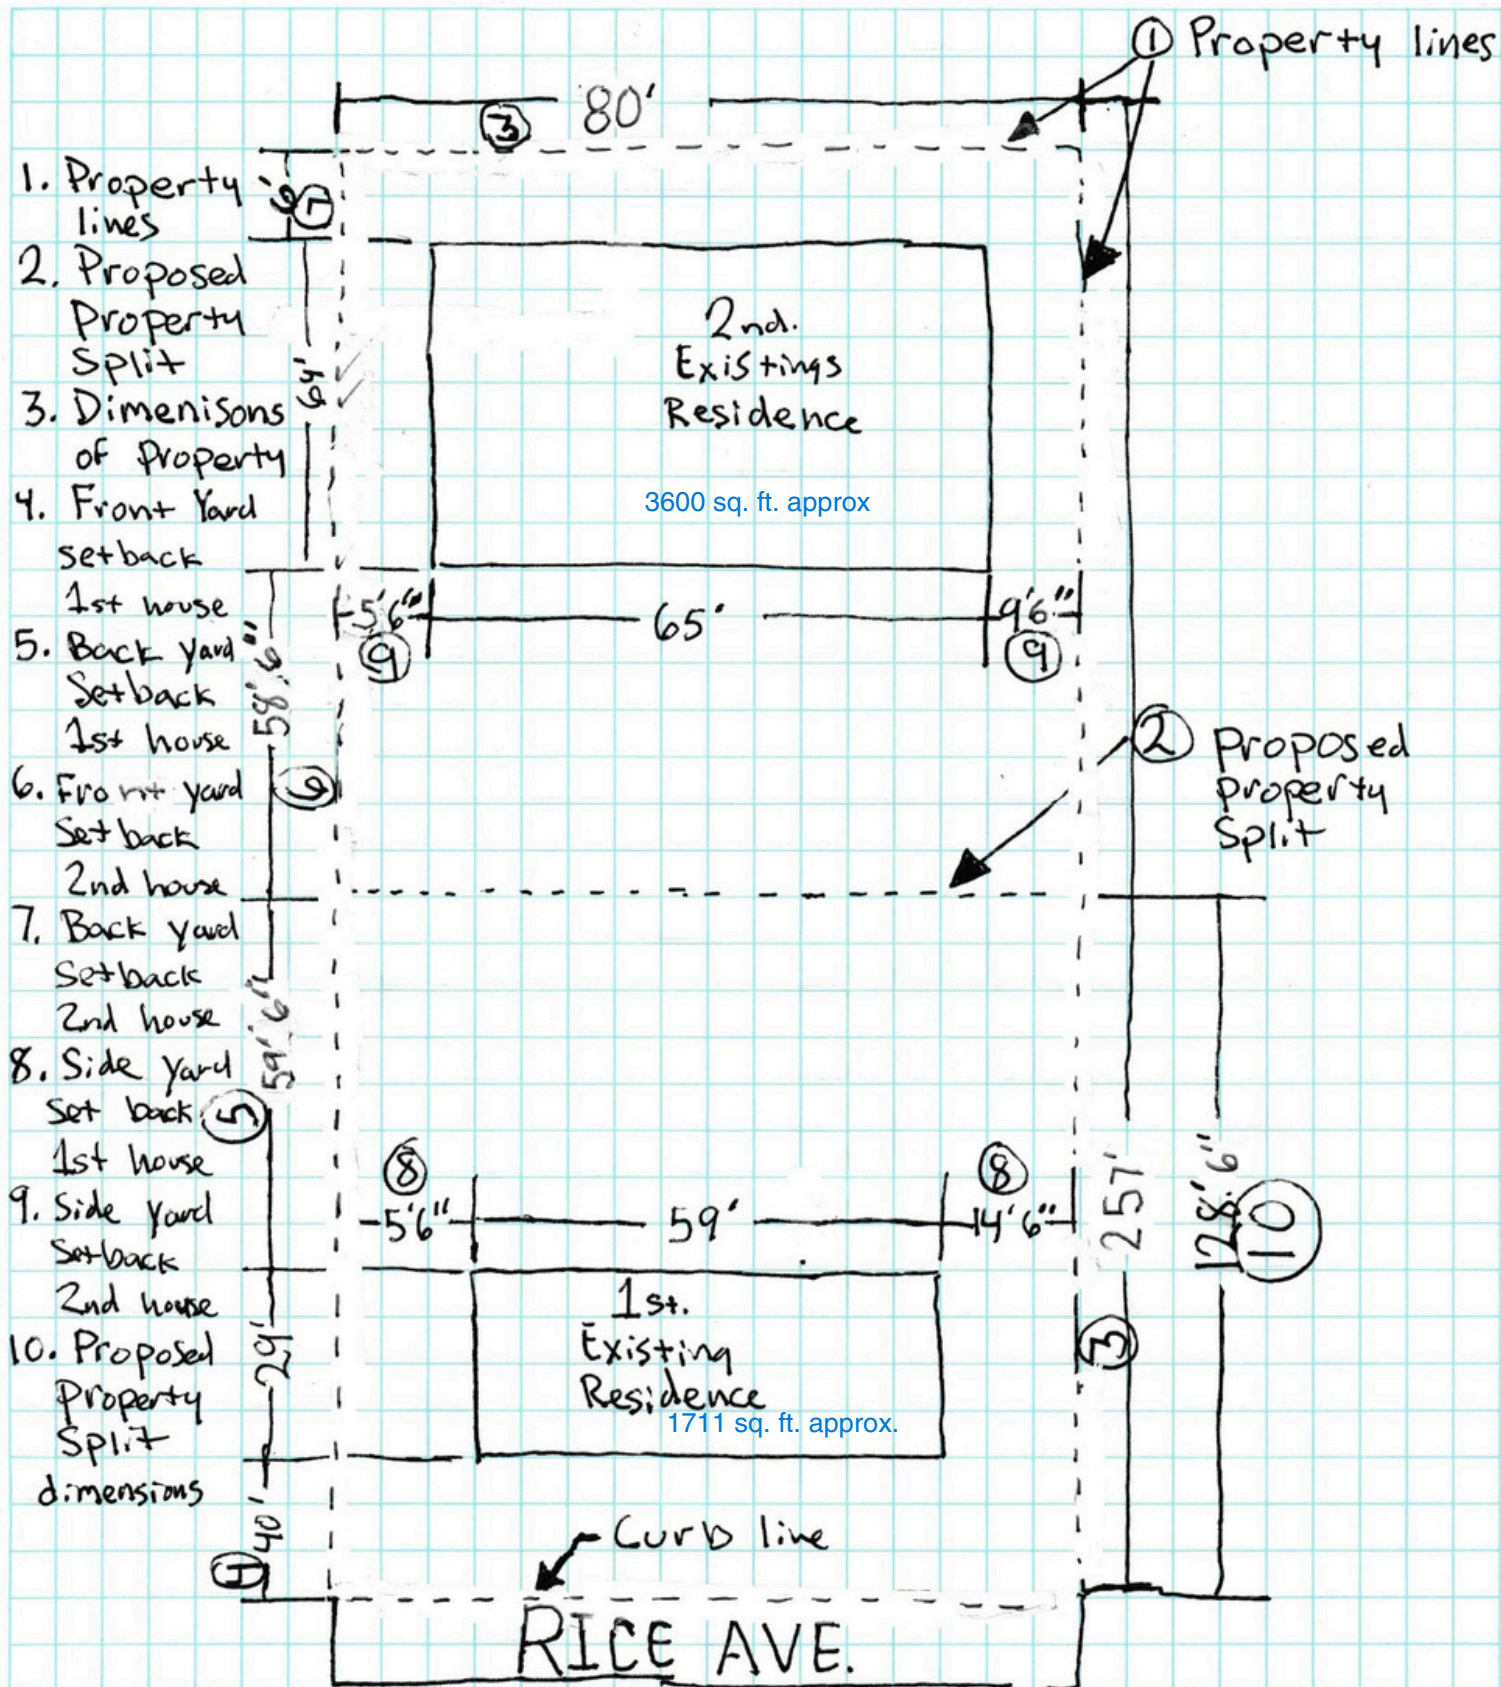 ① Property lines
80'
③
1. Property
lines
2. Proposed
Property
Split
3. Dimenisons
of Property
4. Front Yard
setback
1st house
5. Back yard
Setback
1st house
6. Front yard
Setback
2nd house
7. Back yard
Setback
2nd house
8. Side yard
Set back
1st house
9. Side yard
Setback
2nd house
10. Proposed
Property
Split
dimensions
6'
⑦
64'
58'6"
⑥
59'6"
⑤
29'
40'
④
2nd.
Existings
Residence
3600 sq. ft. approx
5'6"
65'
9'6"
⑨
⑨
② Proposed
property
Split
⑧
⑧
5'6"
59'
14'6"
257'
③
128'6"
⑩
1st.
Existing
Residence
1711 sq. ft. approx.
Curb line
RICE AVE.